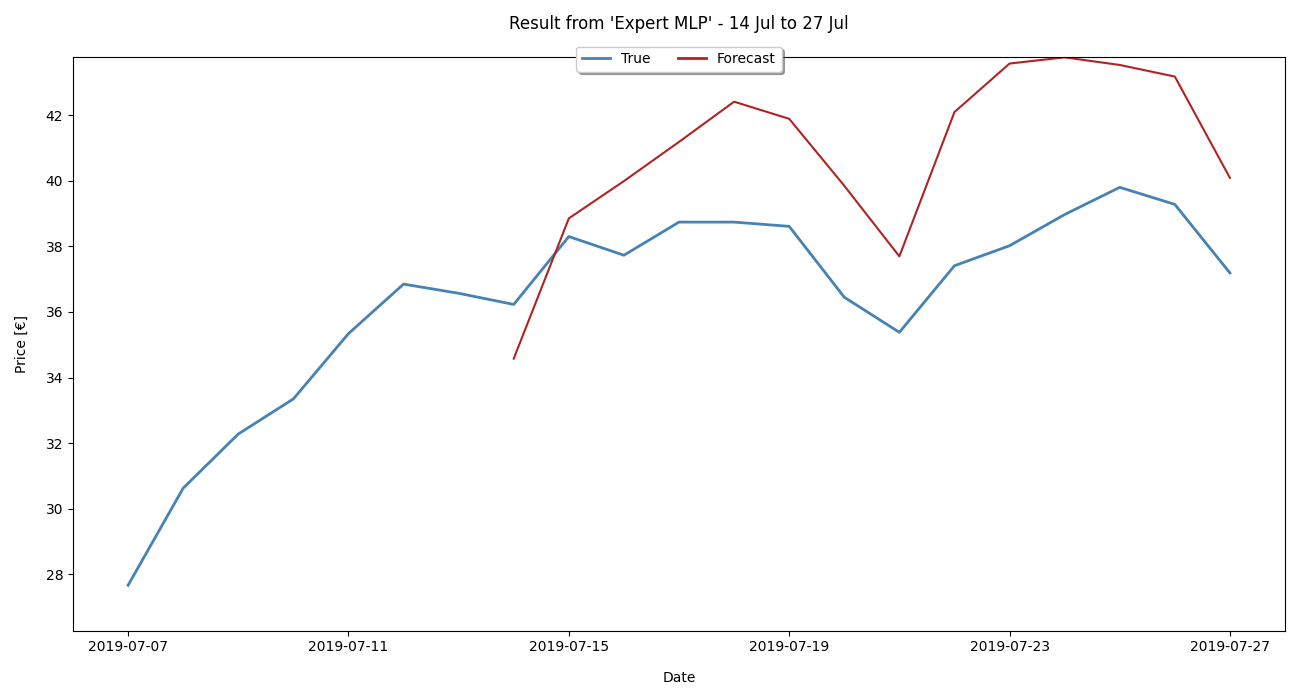 Result from 'Expert MLP' - 14 Jul to 27 Jul
True Forecast
42
40
38
36
34
32
30
28
Price [€]
2019-07-07 2019-07-11 2019-07-15 2019-07-19 2019-07-23 2019-07-27
Date